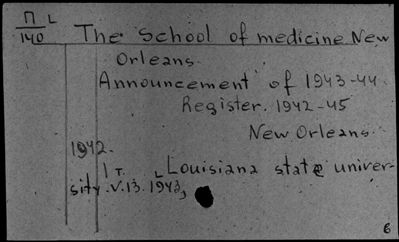 П L
140
The School of medicine New
Orleans.
Announcement of 1943-44
Register. 1942-45
New Orleans.
1942.
1 т. Louisiana state univer-
sity. V.13. 1942,